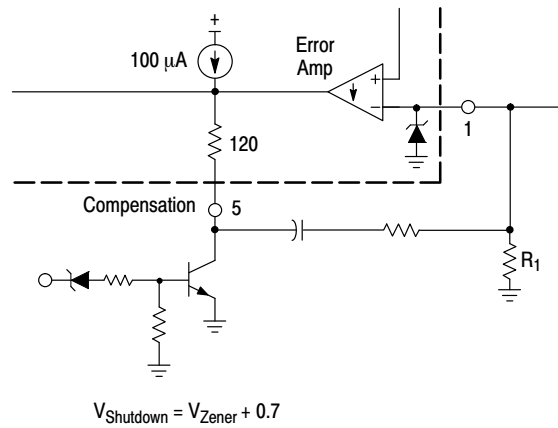 +
100 μA
Error
Amp
+
−
1
120
Compensation
5
R1
VShutdown = VZener + 0.7